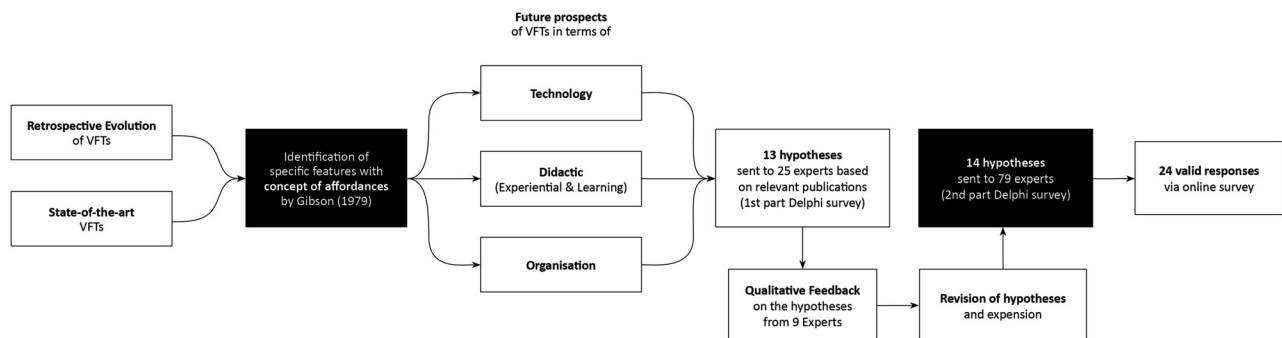 Future prospects
of VFTs in terms of
Retrospective Evolution
of VFTs
State-of-the-art
VFTs
Identification of
specific features with
concept of affordances
by Gibson (1979)
Technology
Didactic
(Experiential & Learning)
Organisation
13 hypotheses
sent to 25 experts based
on relevant publications
(1st part Delphi survey)
Qualitative Feedback
on the hypotheses
from 9 Experts
Revision of hypotheses
and expension
14 hypotheses
sent to 79 experts
(2nd part Delphi survey)
24 valid responses
via online survey